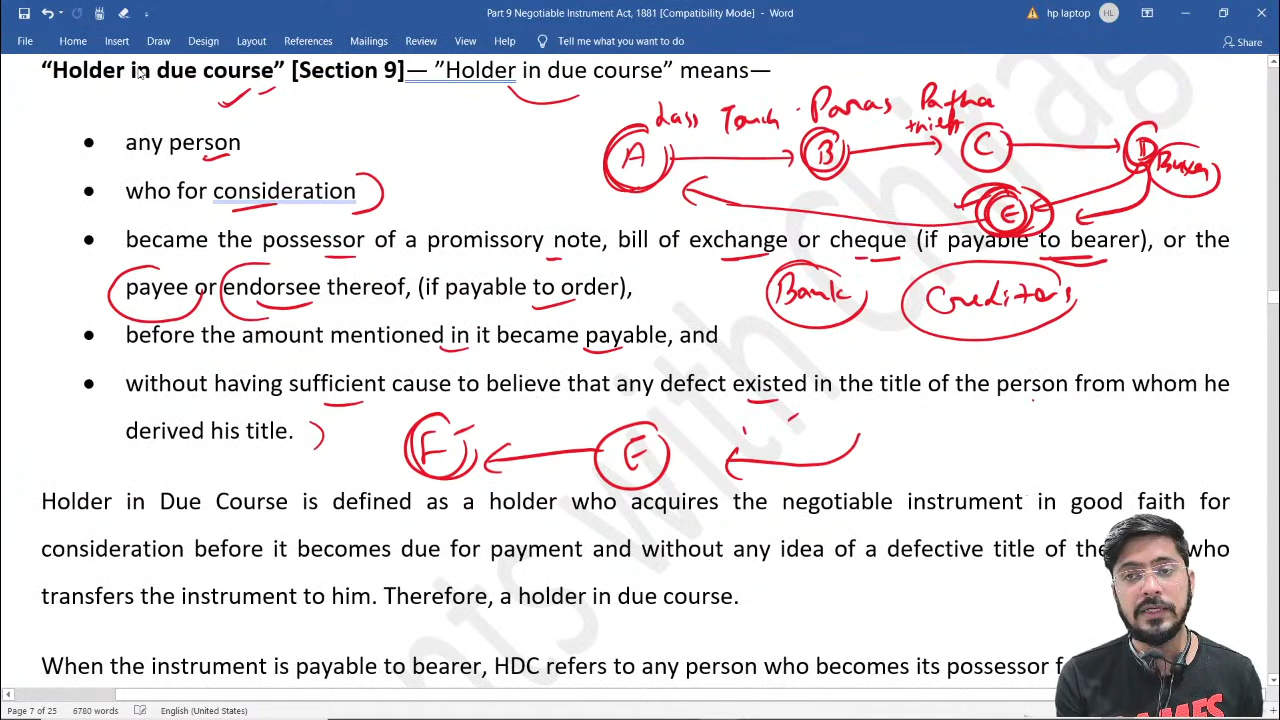 Part 9 Negotiable Instrument Act, 1881 [Compatibility Mode] - Word
hp laptop HL
File Home Insert Draw Design Layout References Mailings Review View Help Tell me what you want to do Share
“Holder in due course” [Section 9]— ”Holder in due course” means—
• any person
• who for consideration
• became the possessor of a promissory note, bill of exchange or cheque (if payable to bearer), or the
payee or endorsee thereof, (if payable to order),
• before the amount mentioned in it became payable, and
• without having sufficient cause to believe that any defect existed in the title of the person from whom he
derived his title.
Paras
thief
A B C D
E
Bank Creditors
F E
Holder in Due Course is defined as a holder who acquires the negotiable instrument in good faith for
consideration before it becomes due for payment and without any idea of a defective title of the who
transfers the instrument to him. Therefore, a holder in due course.
When the instrument is payable to bearer, HDC refers to any person who becomes its possessor
Page 7 of 25 6780 words English (United States)